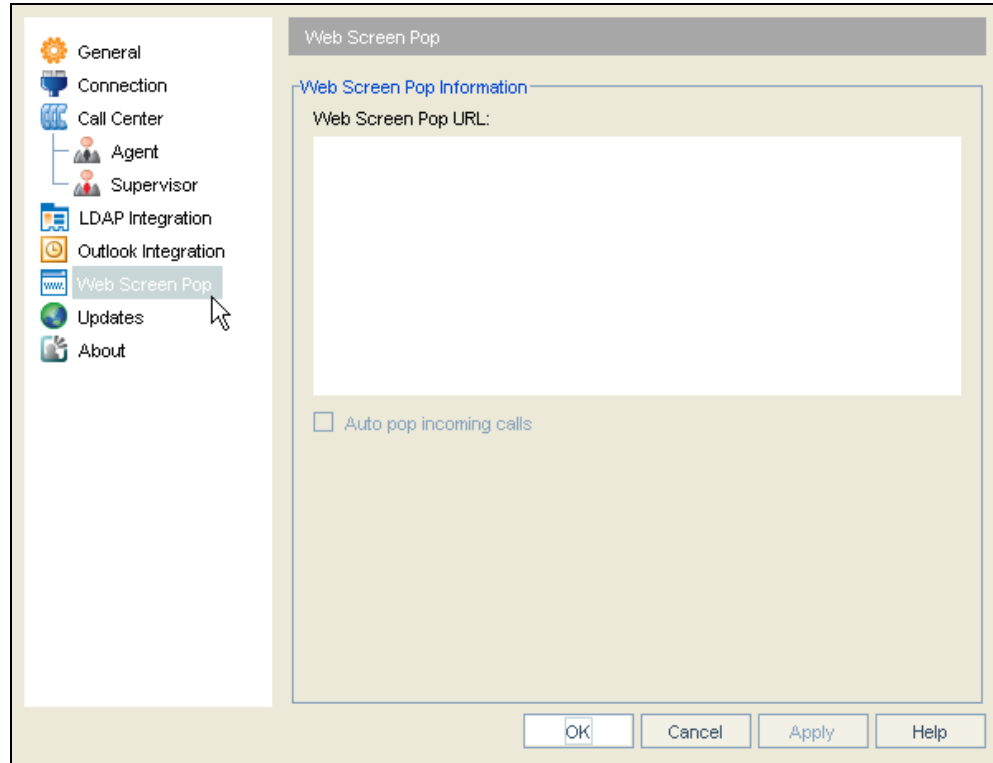 General
Connection
Call Center
Agent
Supervisor
LDAP Integration
Outlook Integration
www.
Web Screen Pop
Updates
About
Web Screen Pop
Web Screen Pop Information
Web Screen Pop URL:
Auto pop incoming calls
OK
Cancel
Apply
Help